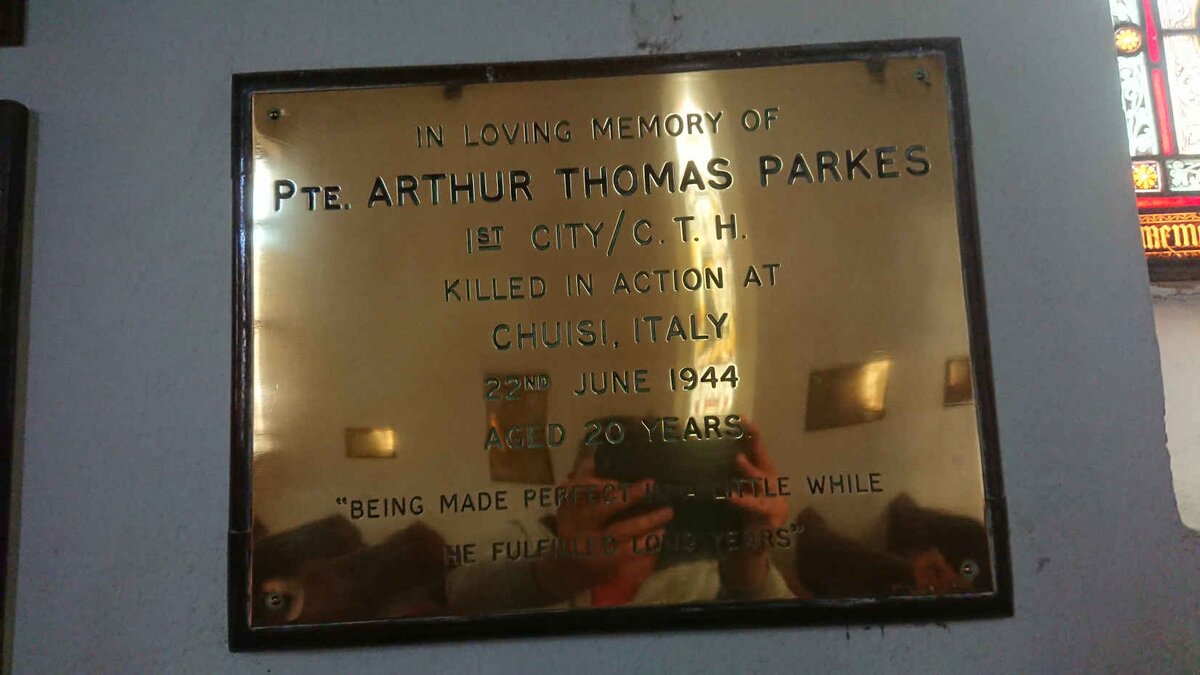 IN LOVING MEMORY OF
PTE. ARTHUR THOMAS PARKES
1ST CITY/C.T.H.
KILLED IN ACTION AT
CHUISI, ITALY
22ND JUNE 1944
AGED 20 YEARS.
"BEING MADE PERFECT IN A LITTLE WHILE
HE FULFILLED LONG YEARS"